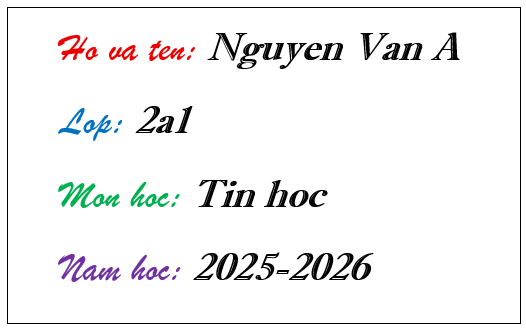 Ho va ten: Nguyen Van A
Lop: 2a1
Mon hoc: Tin hoc
Nam hoc: 2025-2026